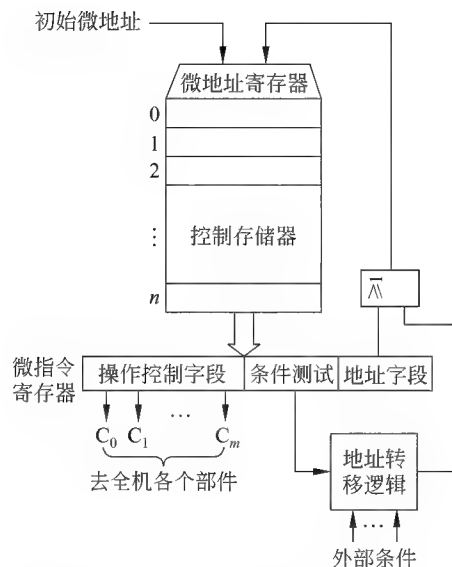 初始微地址
微地址寄存器
0
1
2
⋮
控制存储器
n
≥1
微指令
寄存器
操作控制字段
条件测试
地址字段
C₀ C₁ … Cₘ
去全机各个部件
地址转
移逻辑
…
外部条件